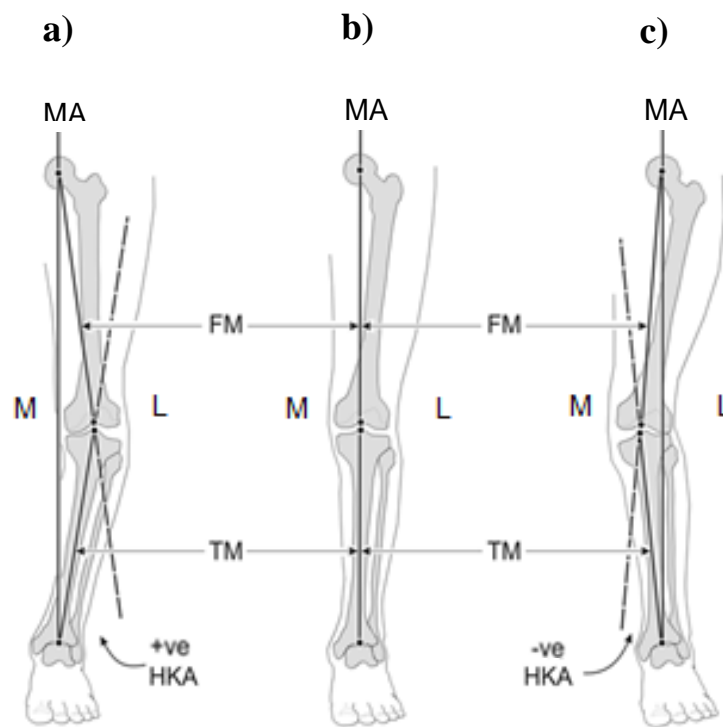 a) b) c)
MA MA MA
FM FM
M L M L M L
TM TM
+ve
HKA
-ve
HKA